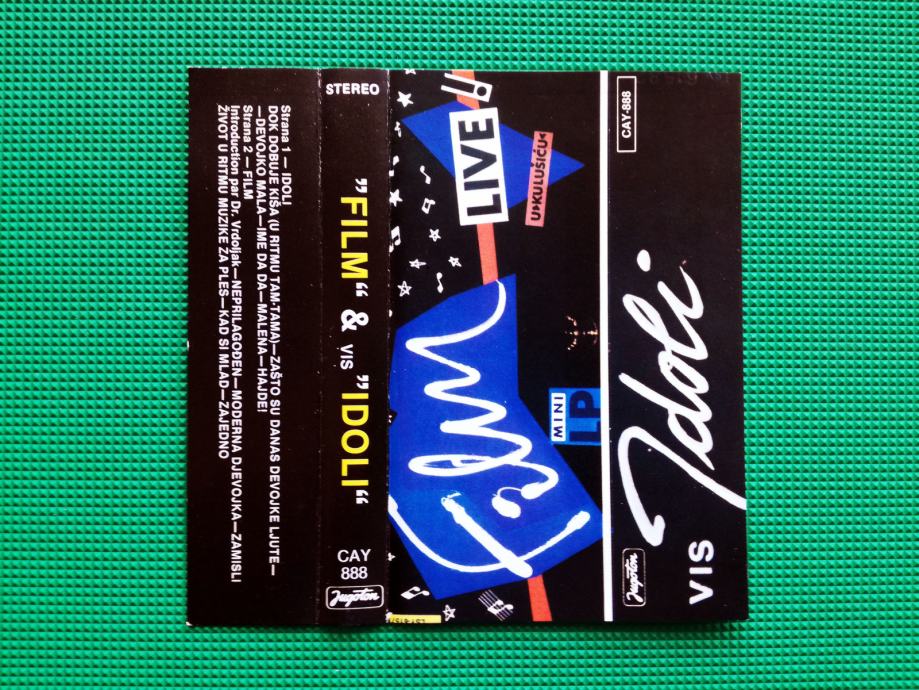 Strana 1 — IDOLI
DOK DOBUJE KIŠA (U RITMU TAM-TAMA)—ZAŠTO SU DANAS DEVOJKE LJUTE—
—DEVOJKO MALA—IME DA DA—MALENA—HAJDE!
Strana 2 — FILM
Introduction par Dr. Vrdoljak—NEPRILAGOĐEN—MODERNA DJEVOJKA—ZAMISLI
ŽIVOT U RITMU MUZIKE ZA PLES—KAD SI MLAD—ZAJEDNO
STEREO
"FILM" & VIS "IDOLI"
CAY
888
Jugoton
LIVE!!
U KULUŠIĆU
Film
MINI
LP
CAY-888
VIS Idoli
Jugoton